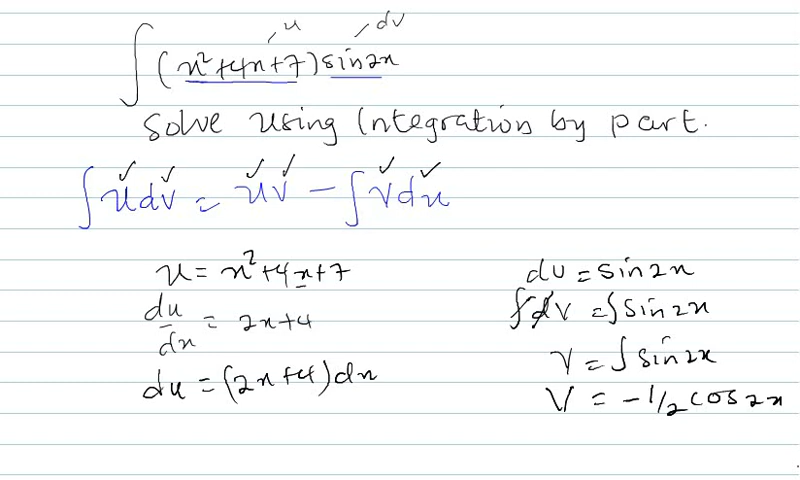 u dv
∫(x²+4x+7)sin2x
Solve using Integration by part.
∫udv = uv - ∫vdu
u = x²+4x+7
du/dx = 2x+4
du = (2x+4)dx
dv = sin2x
∫dv = ∫sin2x
v = ∫sin2x
v = -1/2 cos2x